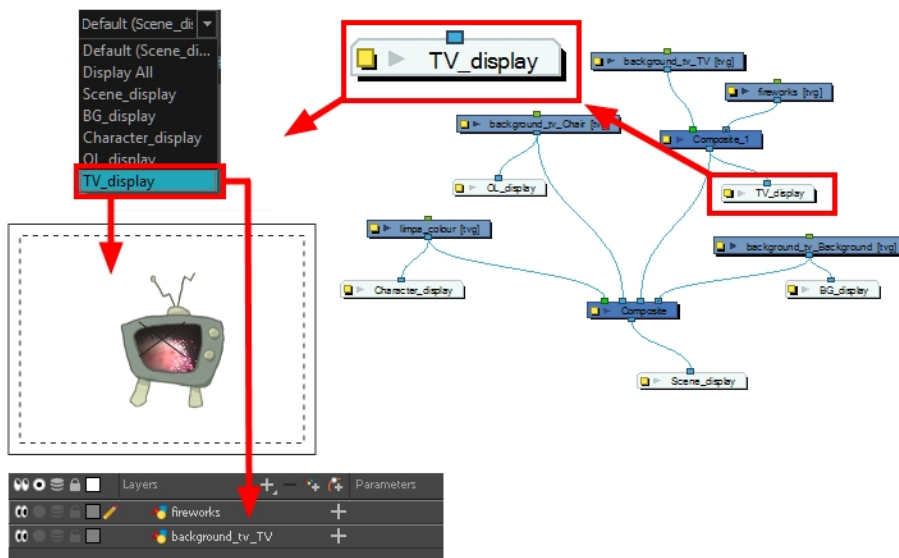 Default (Scene_di:
Default (Scene_di...
Display All
Scene_display
BG_display
Character_display
OL_display
TV_display
TV_display
background_tv_TV [tvg]
fireworks [tvg]
background_tv_Chair [tvg]
Composite_1
OL_display
TV_display
limpa_colour [tvg]
background_tv_Background [tvg]
Character_display
BG_display
Composite
Scene_display
Layers
Parameters
fireworks
background_tv_TV